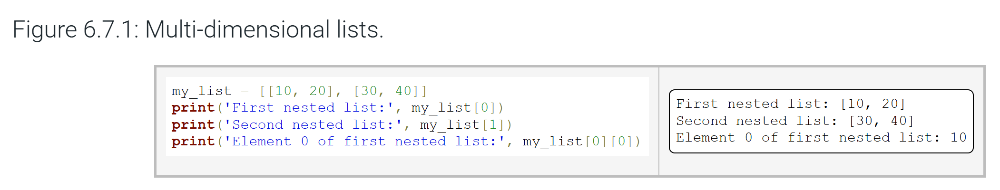 Figure 6.7.1: Multi-dimensional lists.
my_list = [[10, 20], [30, 40]]
print('First nested list:', my_list[0])
print('Second nested list:', my_list[1])
print('Element 0 of first nested list:', my_list[0][0])
First nested list: [10, 20]
Second nested list: [30, 40]
Element 0 of first nested list: 10